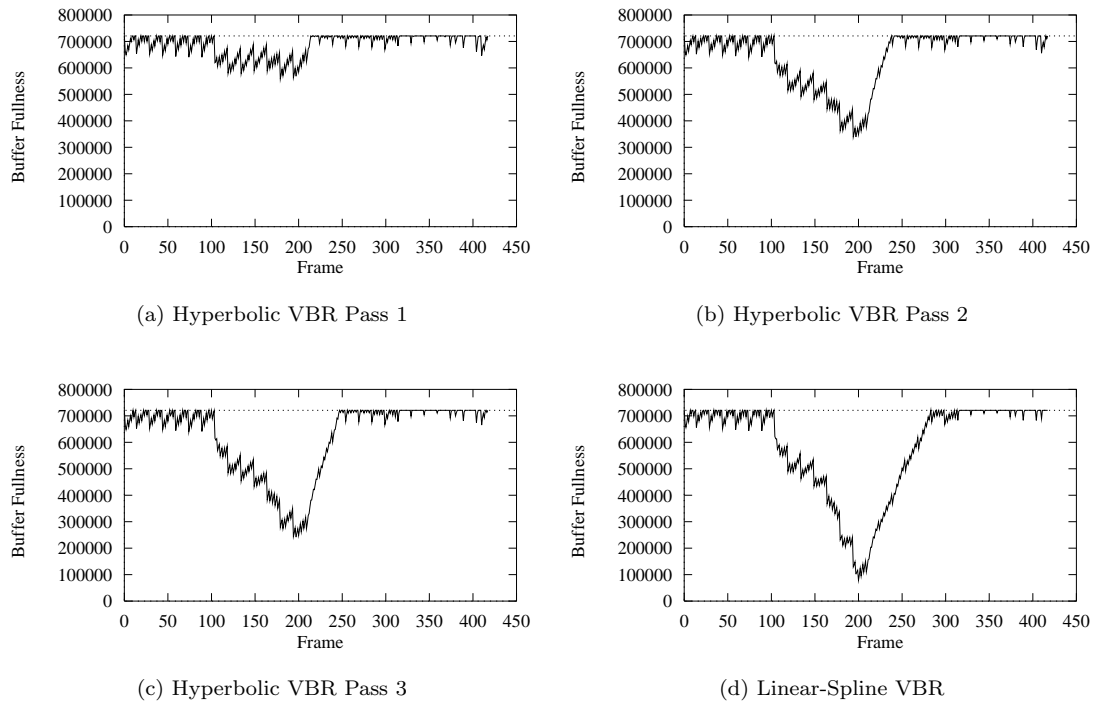 800000
700000
600000
500000
400000
300000
200000
100000
0
Buffer Fullness
0 50 100 150 200 250 300 350 400 450
Frame
(a) Hyperbolic VBR Pass 1
800000
700000
600000
500000
400000
300000
200000
100000
0
Buffer Fullness
0 50 100 150 200 250 300 350 400 450
Frame
(b) Hyperbolic VBR Pass 2
800000
700000
600000
500000
400000
300000
200000
100000
0
Buffer Fullness
0 50 100 150 200 250 300 350 400 450
Frame
(c) Hyperbolic VBR Pass 3
800000
700000
600000
500000
400000
300000
200000
100000
0
Buffer Fullness
0 50 100 150 200 250 300 350 400 450
Frame
(d) Linear-Spline VBR